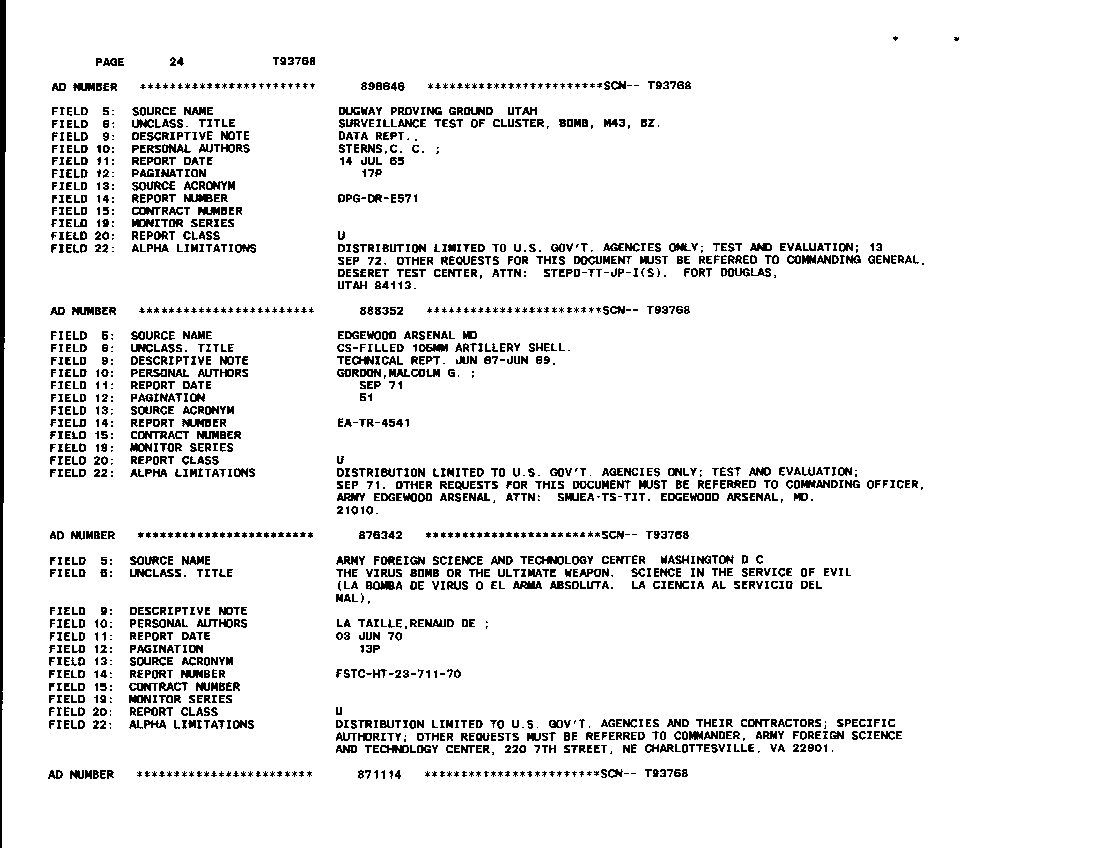 PAGE 24 T93768
AD NUMBER ************************ 898646 ************************SCN-- T93768
FIELD 5: SOURCE NAME DUGWAY PROVING GROUND UTAH
FIELD 6: UNCLASS. TITLE SURVEILLANCE TEST OF CLUSTER, BOMB, M43, BZ.
FIELD 9: DESCRIPTIVE NOTE DATA REPT.,
FIELD 10: PERSONAL AUTHORS STERNS,C. C. ;
FIELD 11: REPORT DATE 14 JUL 65
FIELD 12: PAGINATION 17P
FIELD 13: SOURCE ACRONYM
FIELD 14: REPORT NUMBER DPG-DR-E571
FIELD 15: CONTRACT NUMBER
FIELD 19: MONITOR SERIES
FIELD 20: REPORT CLASS U
FIELD 22: ALPHA LIMITATIONS DISTRIBUTION LIMITED TO U.S. GOV'T. AGENCIES ONLY; TEST AND EVALUATION; 13
SEP 72. OTHER REQUESTS FOR THIS DOCUMENT MUST BE REFERRED TO COMMANDING GENERAL,
DESERET TEST CENTER, ATTN: STEPD-TT-JP-I(S). FORT DOUGLAS,
UTAH 84113.
AD NUMBER ************************ 888352 ************************SCN-- T93768
FIELD 5: SOURCE NAME EDGEWOOD ARSENAL MD
FIELD 6: UNCLASS. TITLE CS-FILLED 105MM ARTILLERY SHELL.
FIELD 9: DESCRIPTIVE NOTE TECHNICAL REPT. JUN 67-JUN 69,
FIELD 10: PERSONAL AUTHORS GORDON,MALCOLM G. ;
FIELD 11: REPORT DATE SEP 71
FIELD 12: PAGINATION 51
FIELD 13: SOURCE ACRONYM
FIELD 14: REPORT NUMBER EA-TR-4541
FIELD 15: CONTRACT NUMBER
FIELD 19: MONITOR SERIES
FIELD 20: REPORT CLASS U
FIELD 22: ALPHA LIMITATIONS DISTRIBUTION LIMITED TO U.S. GOV'T. AGENCIES ONLY; TEST AND EVALUATION;
SEP 71. OTHER REQUESTS FOR THIS DOCUMENT MUST BE REFERRED TO COMMANDING OFFICER,
ARMY EDGEWOOD ARSENAL, ATTN: SMUEA-TS-TIT. EDGEWOOD ARSENAL, MD.
21010.
AD NUMBER ************************ 876342 ************************SCN-- T93768
FIELD 5: SOURCE NAME ARMY FOREIGN SCIENCE AND TECHNOLOGY CENTER WASHINGTON D C
FIELD 6: UNCLASS. TITLE THE VIRUS BOMB OR THE ULTIMATE WEAPON. SCIENCE IN THE SERVICE OF EVIL
(LA BOMBA DE VIRUS O EL ARMA ABSOLUTA. LA CIENCIA AL SERVICIO DEL
MAL),
FIELD 9: DESCRIPTIVE NOTE
FIELD 10: PERSONAL AUTHORS LA TAILLE,RENAUD DE ;
FIELD 11: REPORT DATE 03 JUN 70
FIELD 12: PAGINATION 13P
FIELD 13: SOURCE ACRONYM
FIELD 14: REPORT NUMBER FSTC-HT-23-711-70
FIELD 15: CONTRACT NUMBER
FIELD 19: MONITOR SERIES
FIELD 20: REPORT CLASS U
FIELD 22: ALPHA LIMITATIONS DISTRIBUTION LIMITED TO U.S. GOV'T. AGENCIES AND THEIR CONTRACTORS; SPECIFIC
AUTHORITY; OTHER REQUESTS MUST BE REFERRED TO COMMANDER, ARMY FOREIGN SCIENCE
AND TECHNOLOGY CENTER, 220 7TH STREET, NE CHARLOTTESVILLE, VA 22901.
AD NUMBER ************************ 871114 ************************SCN-- T93768